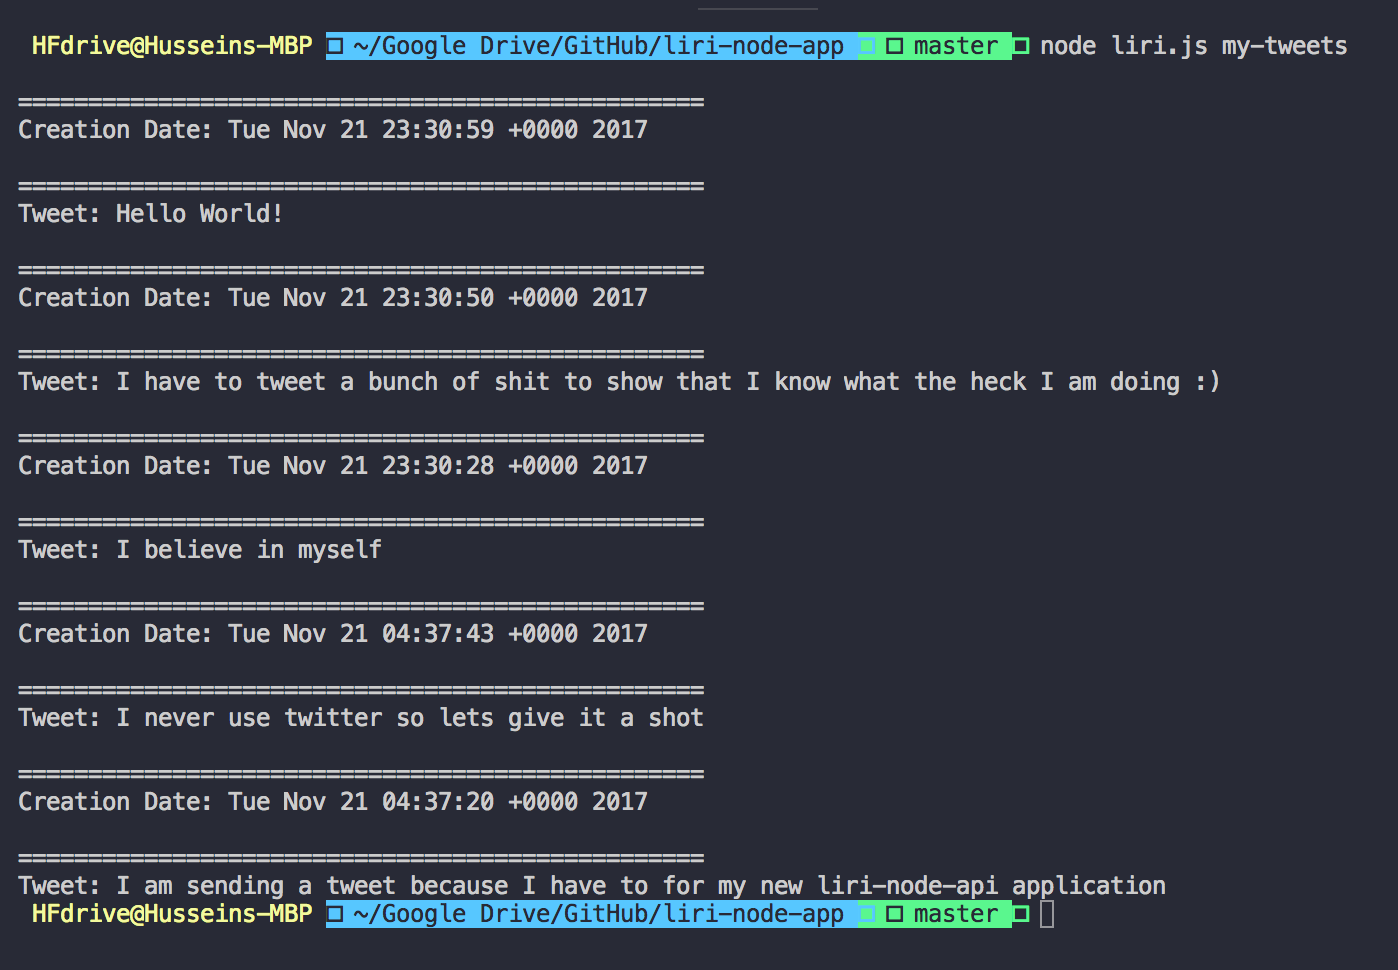 HFdrive@Husseins-MBP ~/Google Drive/GitHub/liri-node-app master node liri.js my-tweets
=================================================
Creation Date: Tue Nov 21 23:30:59 +0000 2017
=================================================
Tweet: Hello World!
=================================================
Creation Date: Tue Nov 21 23:30:50 +0000 2017
=================================================
Tweet: I have to tweet a bunch of shit to show that I know what the heck I am doing :)
=================================================
Creation Date: Tue Nov 21 23:30:28 +0000 2017
=================================================
Tweet: I believe in myself
=================================================
Creation Date: Tue Nov 21 04:37:43 +0000 2017
=================================================
Tweet: I never use twitter so lets give it a shot
=================================================
Creation Date: Tue Nov 21 04:37:20 +0000 2017
=================================================
Tweet: I am sending a tweet because I have to for my new liri-node-api application
HFdrive@Husseins-MBP ~/Google Drive/GitHub/liri-node-app master